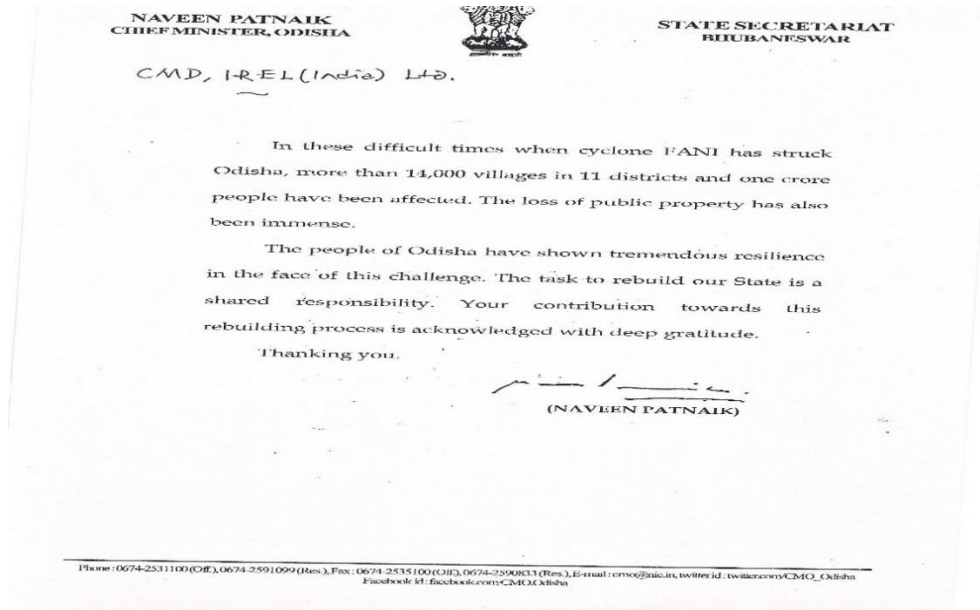 NAVEEN PATNAIK
CHIEF MINISTER, ODISHA
STATE SECRETARIAT
BHUBANESWAR
CMD, IREL (India) Ltd.
In these difficult times when cyclone FANI has struck
Odisha, more than 14,000 villages in 11 districts and one crore
people have been affected. The loss of public property has also
been immense.
The people of Odisha have shown tremendous resilience
in the face of this challenge. The task to rebuild our State is a
shared responsibility. Your contribution towards this
rebuilding process is acknowledged with deep gratitude.
Thanking you.
(NAVEEN PATNAIK)
Phone : 0674-2531100 (Off.), 0674-2591099 (Res.), Fax : 0674-2535100 (Off.), 0674-2590833 (Res.), E-mail : cmo@nic.in, twitter id : twitter.com/CMO_Odisha
Facebook id : facebook.com/CMO.Odisha